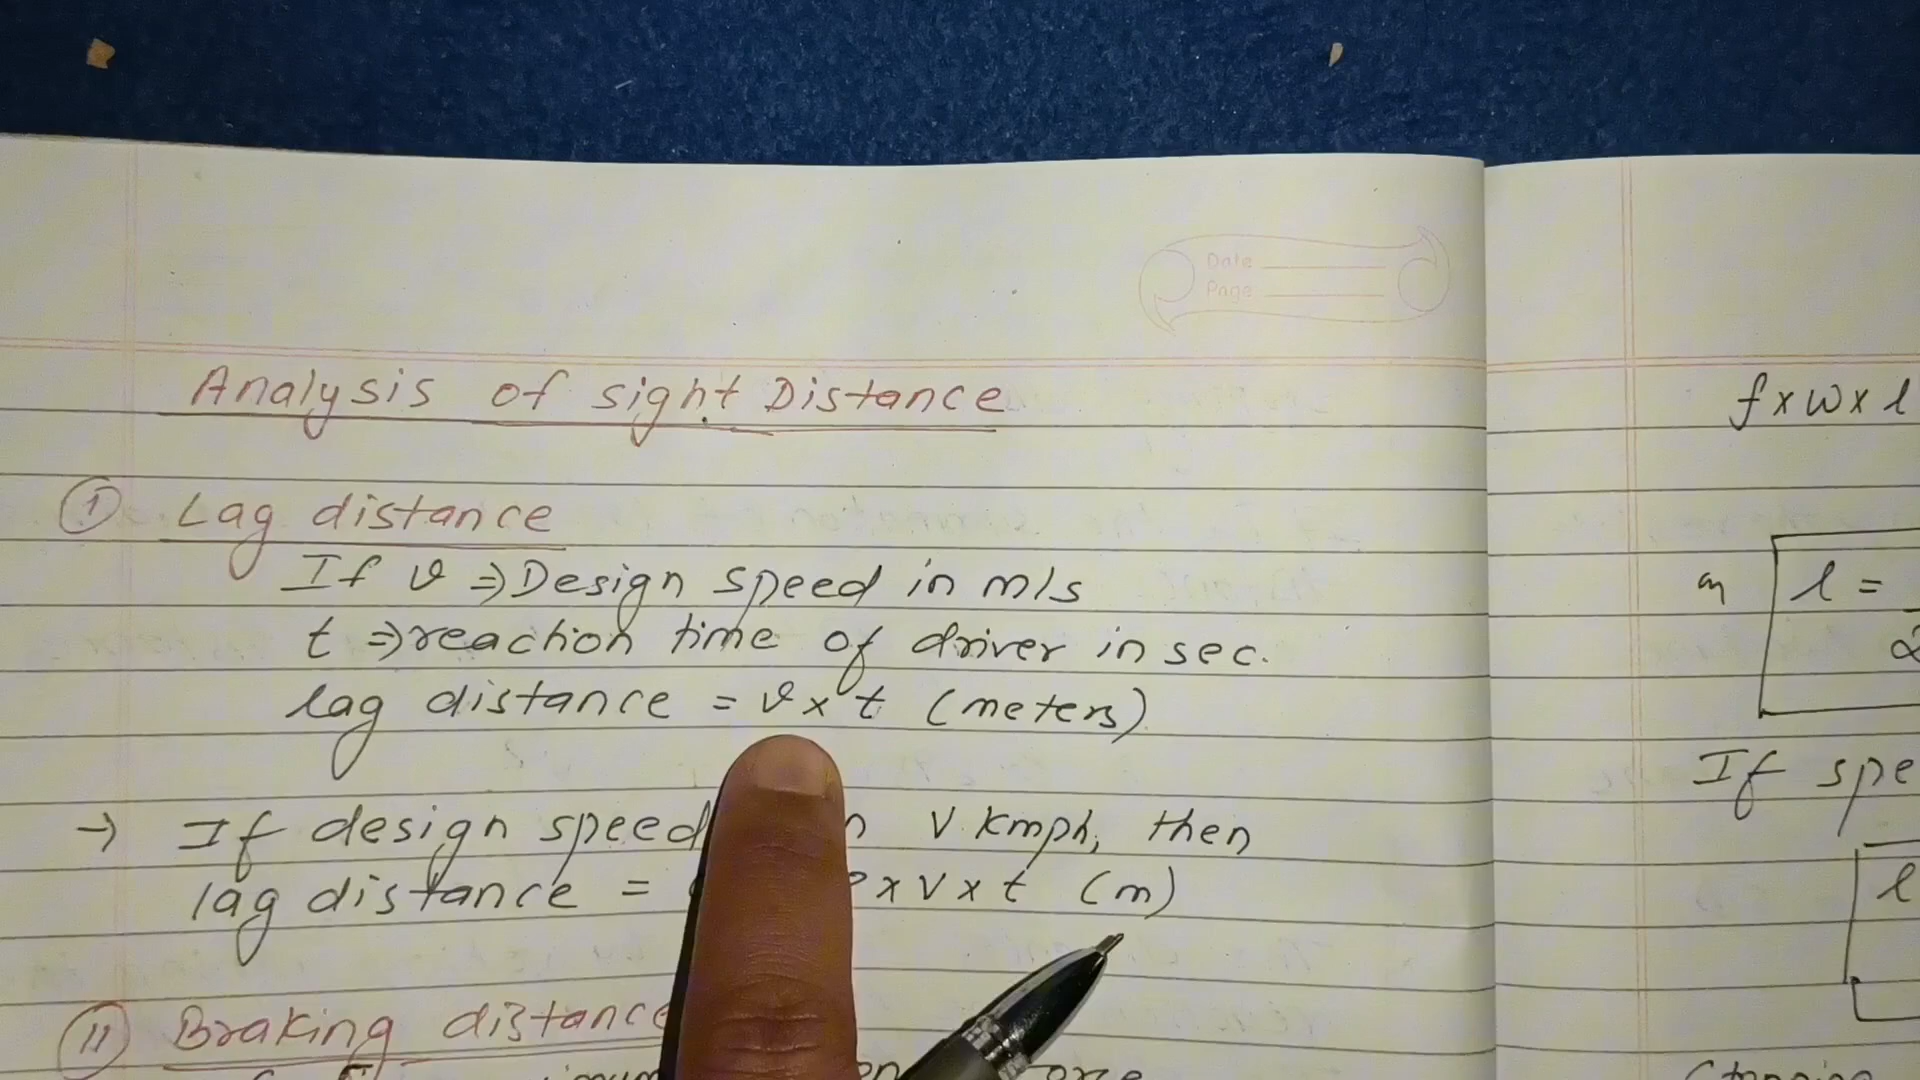 Date
Page
Analysis of sight Distance
I Lag distance
If v ⇒ Design speed in m/s
t ⇒ reaction time of driver in sec.
lag distance = v x t (meters)
→ If design speed V kmph, then
lag distance = x V x t (m)
II Braking distance
f x w x l
l =
2
If spe
l